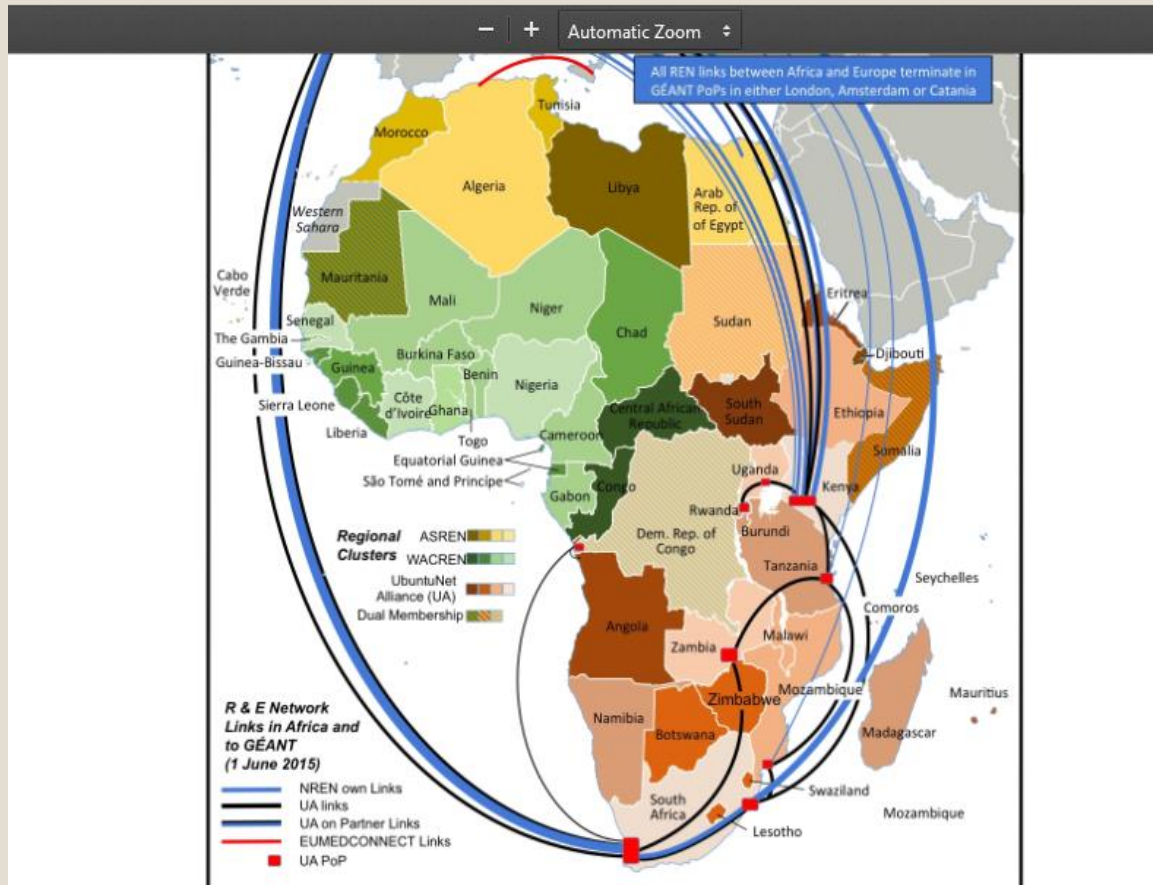 Automatic Zoom
All REN links between Africa and Europe terminate in
GÉANT PoPs in either London, Amsterdam or Catania
Tunisia
Morocco
Algeria
Libya
Arab
Rep. of
of Egypt
Western
Sahara
Mauritania
Cabo
Verde
Mali
Niger
Chad
Sudan
Eritrea
Senegal
The Gambia
Guinea-Bissau
Guinea
Burkina Faso
Benin
Nigeria
Djibouti
Sierra Leone
Côte
d'Ivoire
Ghana
Central African
Republic
South
Sudan
Ethiopia
Liberia
Togo
Cameroon
Somalia
Equatorial Guinea
São Tomé and Príncipe
Uganda
Kenya
Gabon
Congo
Rwanda
Burundi
Dem. Rep. of
Congo
Regional
Clusters
ASREN
WACREN
UbuntuNet
Alliance (UA)
Dual Membership
Tanzania
Seychelles
Comoros
Angola
Zambia
Malawi
Zimbabwe
Mozambique
Mauritius
Namibia
Botswana
Madagascar
R & E Network
Links in Africa and
to GÉANT
(1 June 2015)
NREN own Links
UA links
UA on Partner Links
EUMEDCONNECT Links
UA PoP
South
Africa
Swaziland
Mozambique
Lesotho